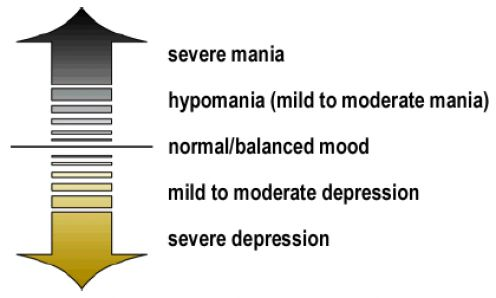 severe mania
hypomania (mild to moderate mania)
normal/balanced mood
mild to moderate depression
severe depression